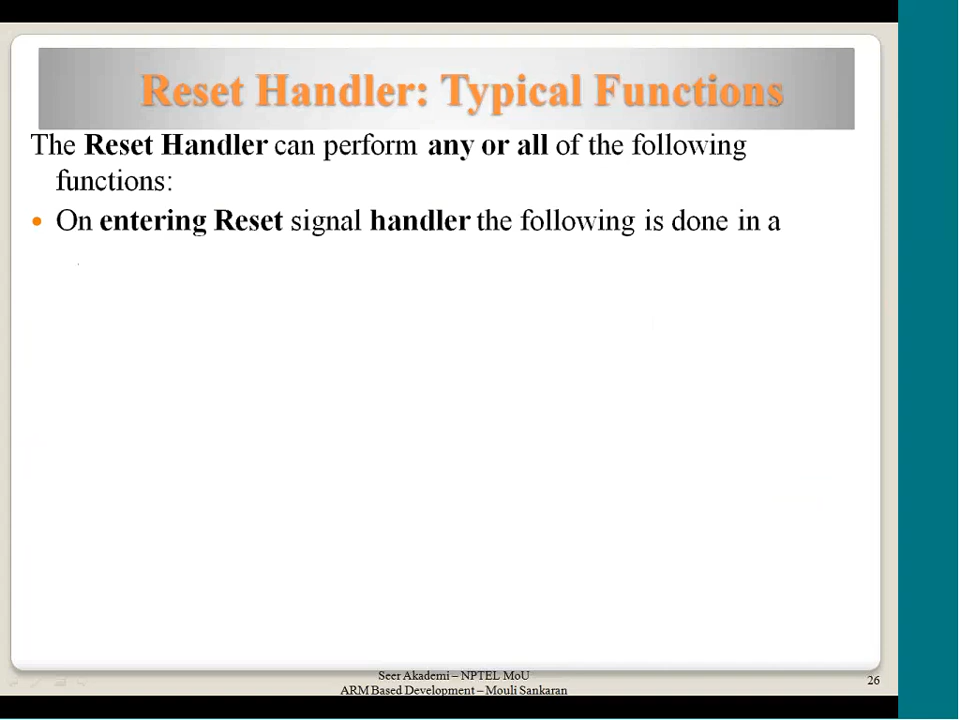 Reset Handler: Typical Functions
The Reset Handler can perform any or all of the following
functions:
• On entering Reset signal handler the following is done in a
Seer Akademi – NPTEL MoU
ARM Based Development – Mouli Sankaran
26